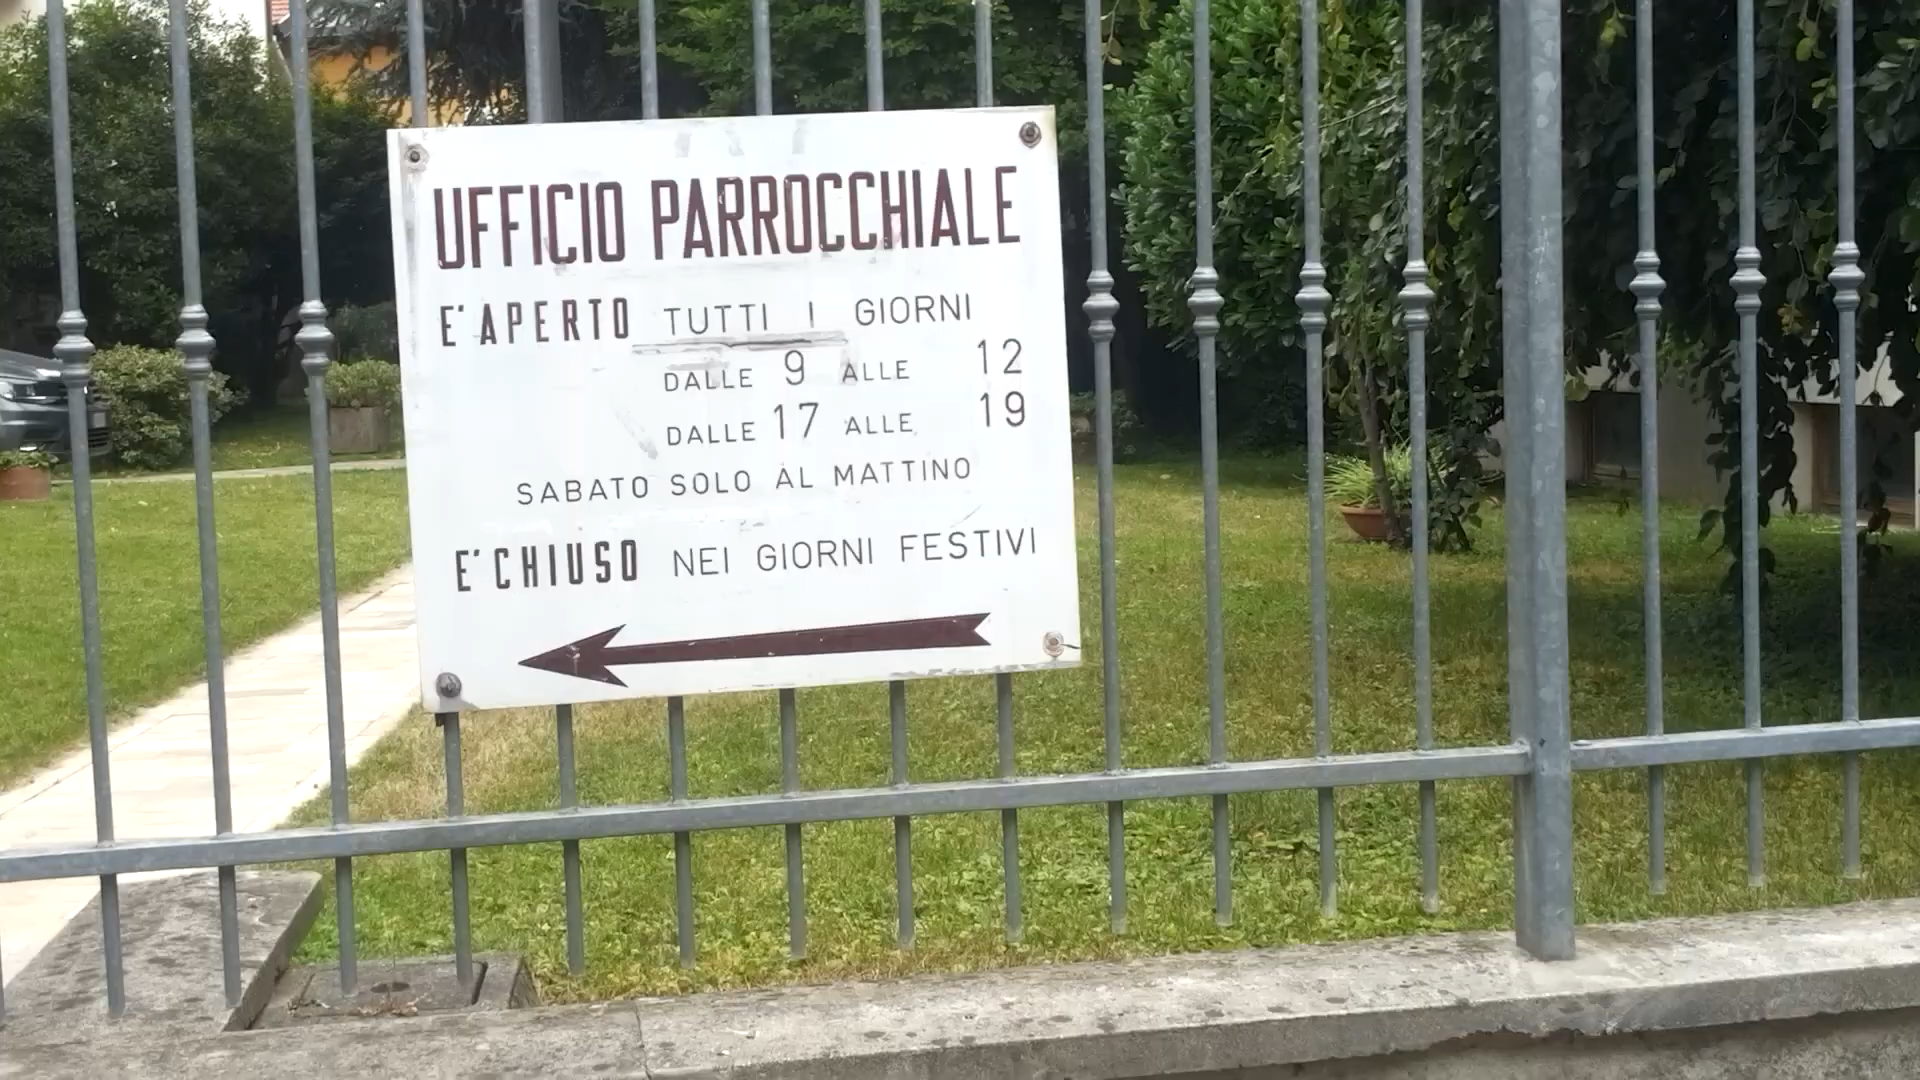 UFFICIO PARROCCHIALE
E' APERTO TUTTI I GIORNI
DALLE 9 ALLE 12
DALLE 17 ALLE 19
SABATO SOLO AL MATTINO
E' CHIUSO NEI GIORNI FESTIVI